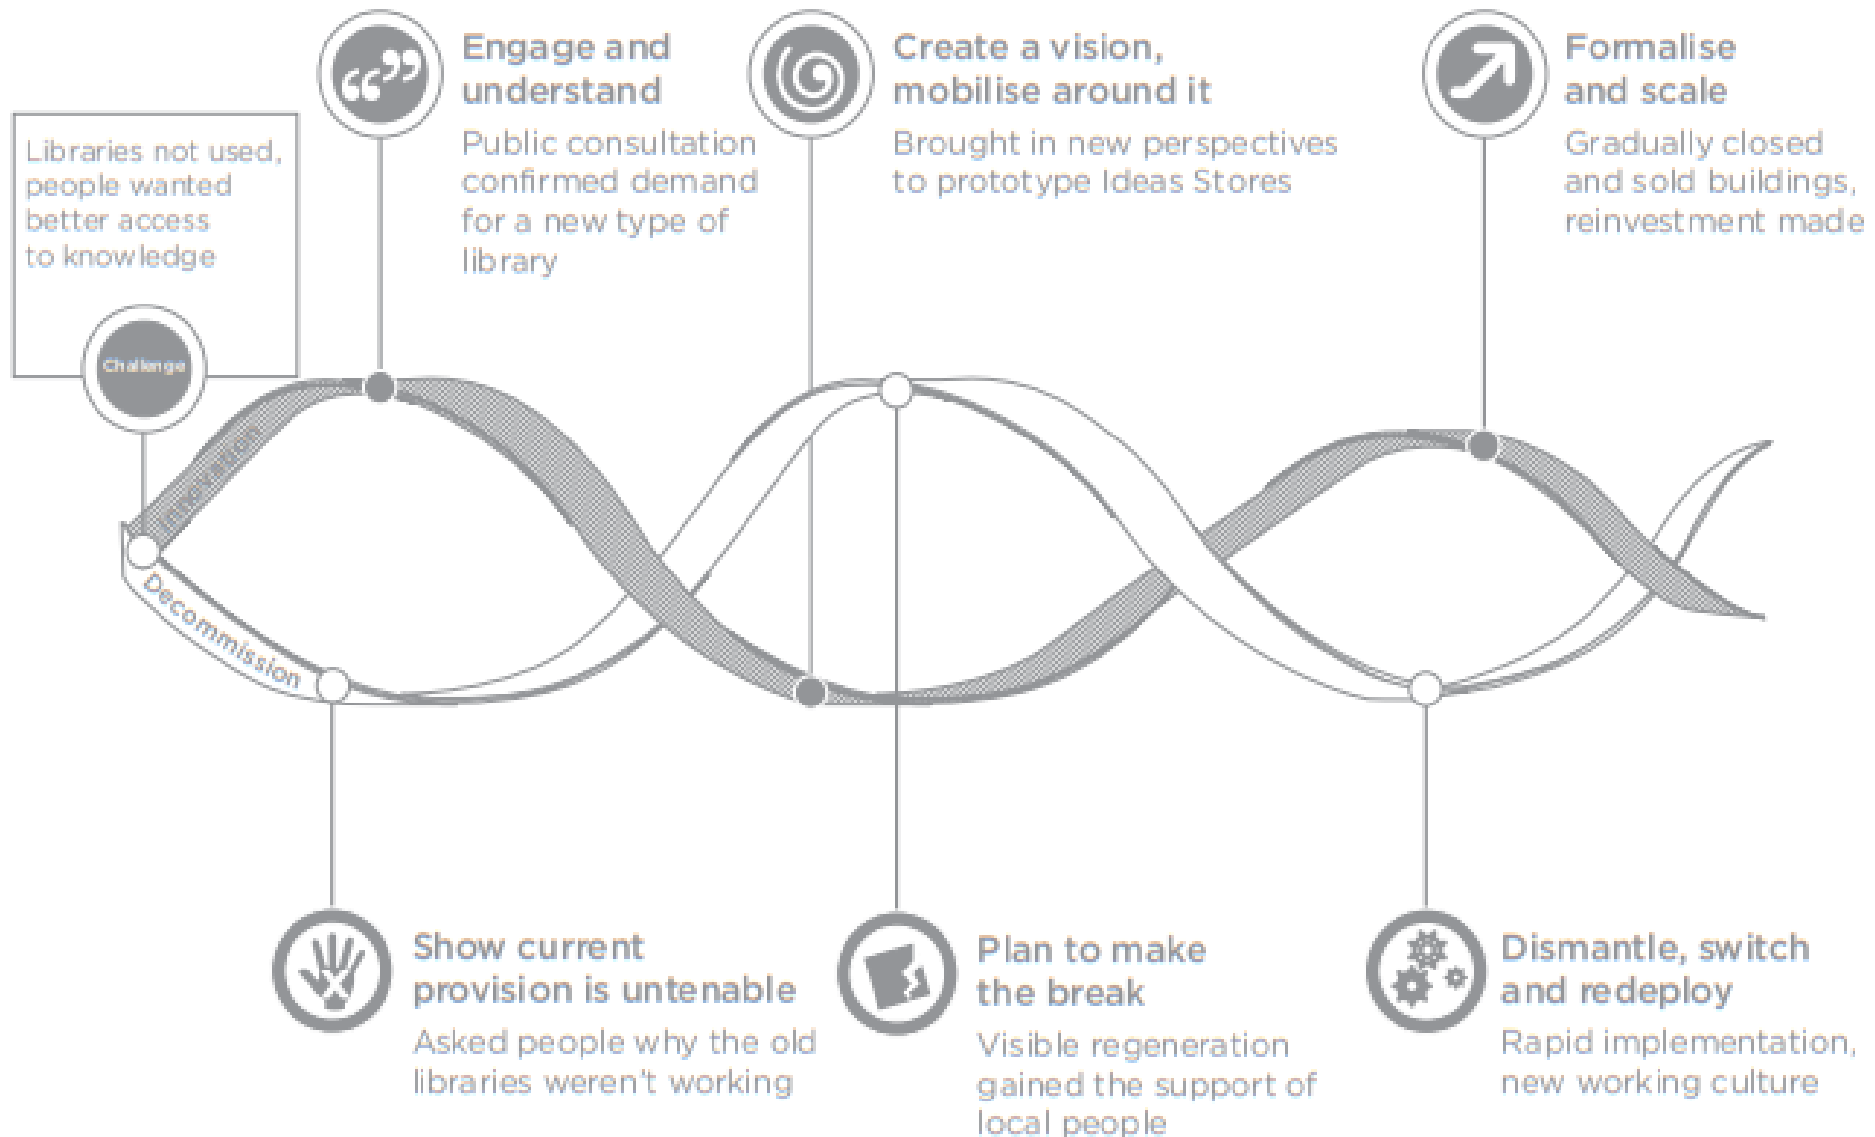 Libraries not used,
people wanted
better access
to knowledge
Challenge
Engage and
understand
Public consultation
confirmed demand
for a new type of
library
Create a vision,
mobilise around it
Brought in new perspectives
to prototype Ideas Stores
Formalise
and scale
Gradually closed
and sold buildings,
reinvestment made
Innovation
Decommission
Show current
provision is untenable
Asked people why the old
libraries weren't working
Plan to make
the break
Visible regeneration
gained the support of
local people
Dismantle, switch
and redeploy
Rapid implementation,
new working culture